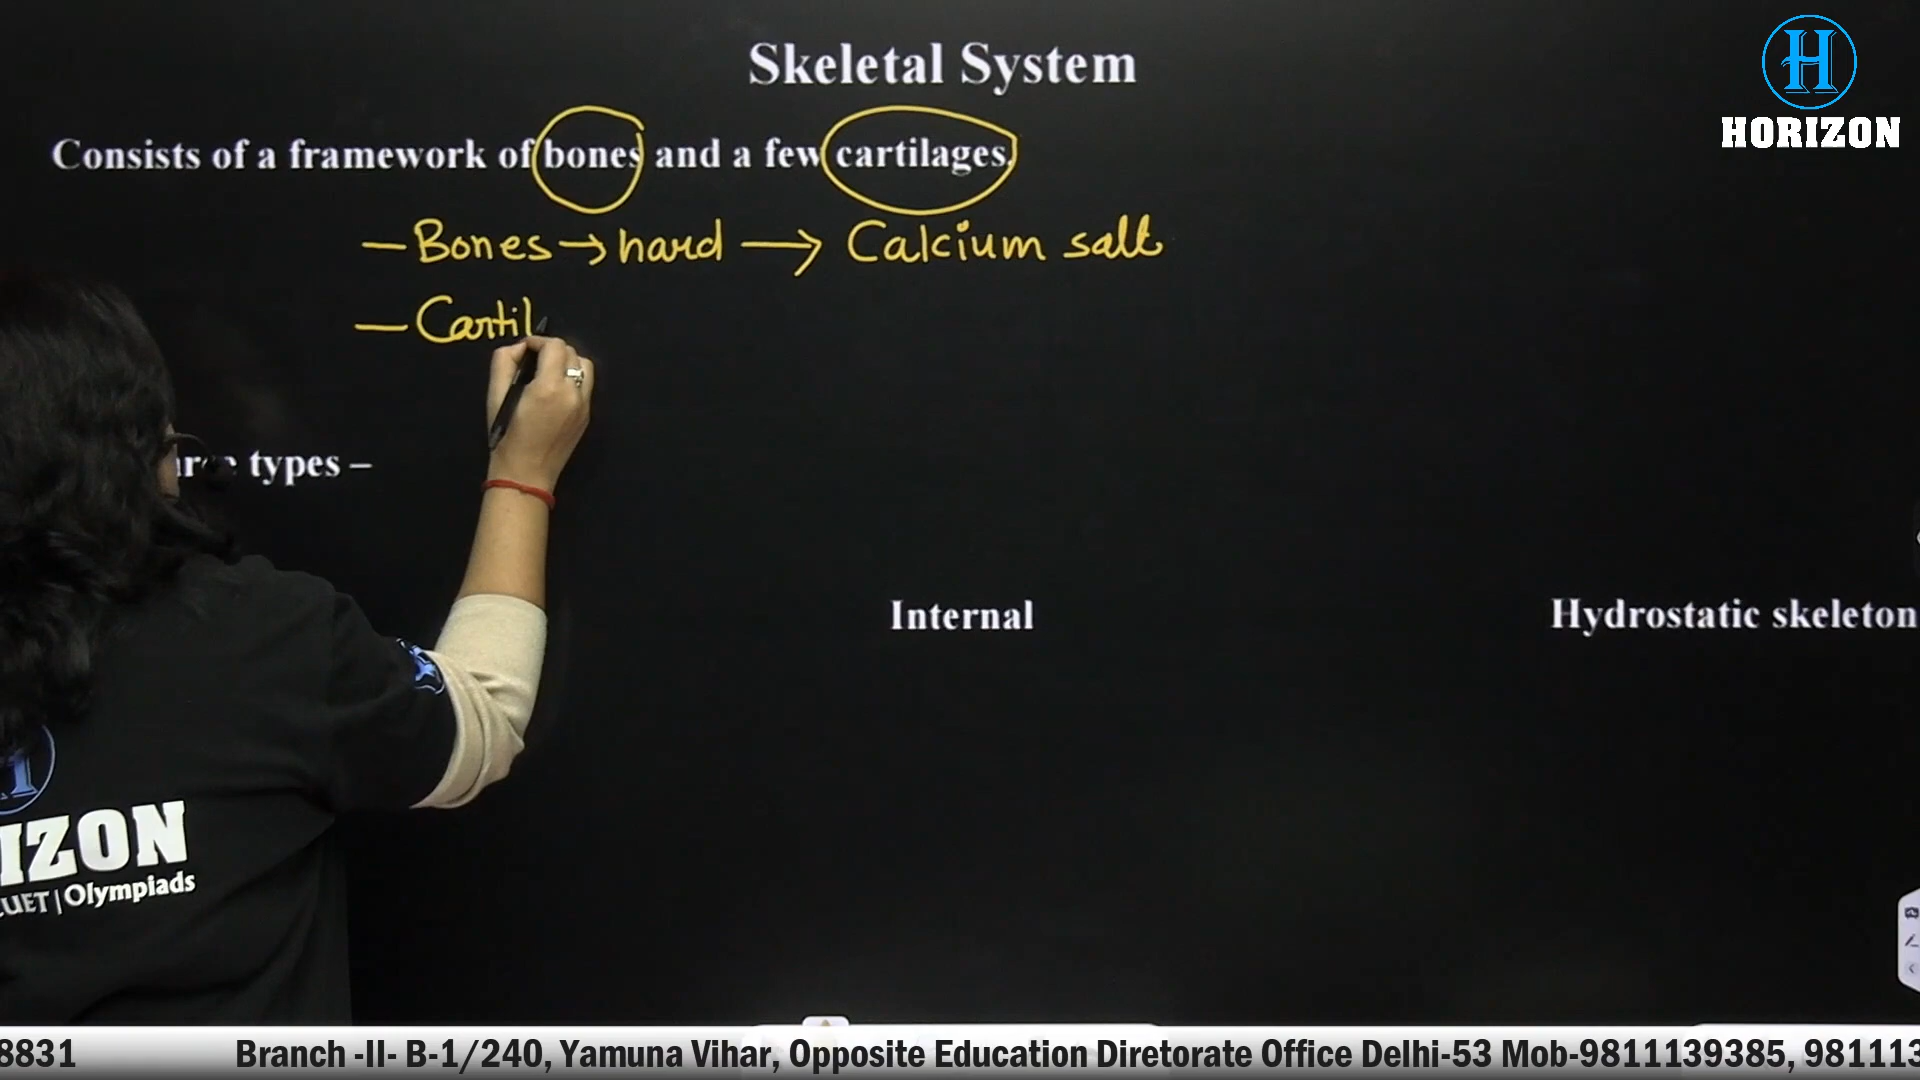 Skeletal System
H
HORIZON
Consists of a framework of bones and a few cartilages.
— Bones → hard → Calcium salt
— Cartil
types –
Internal
Hydrostatic skeleton
H
IZON
CUET | Olympiads
8831 Branch -II- B-1/240, Yamuna Vihar, Opposite Education Diretorate Office Delhi-53 Mob-9811139385, 981113